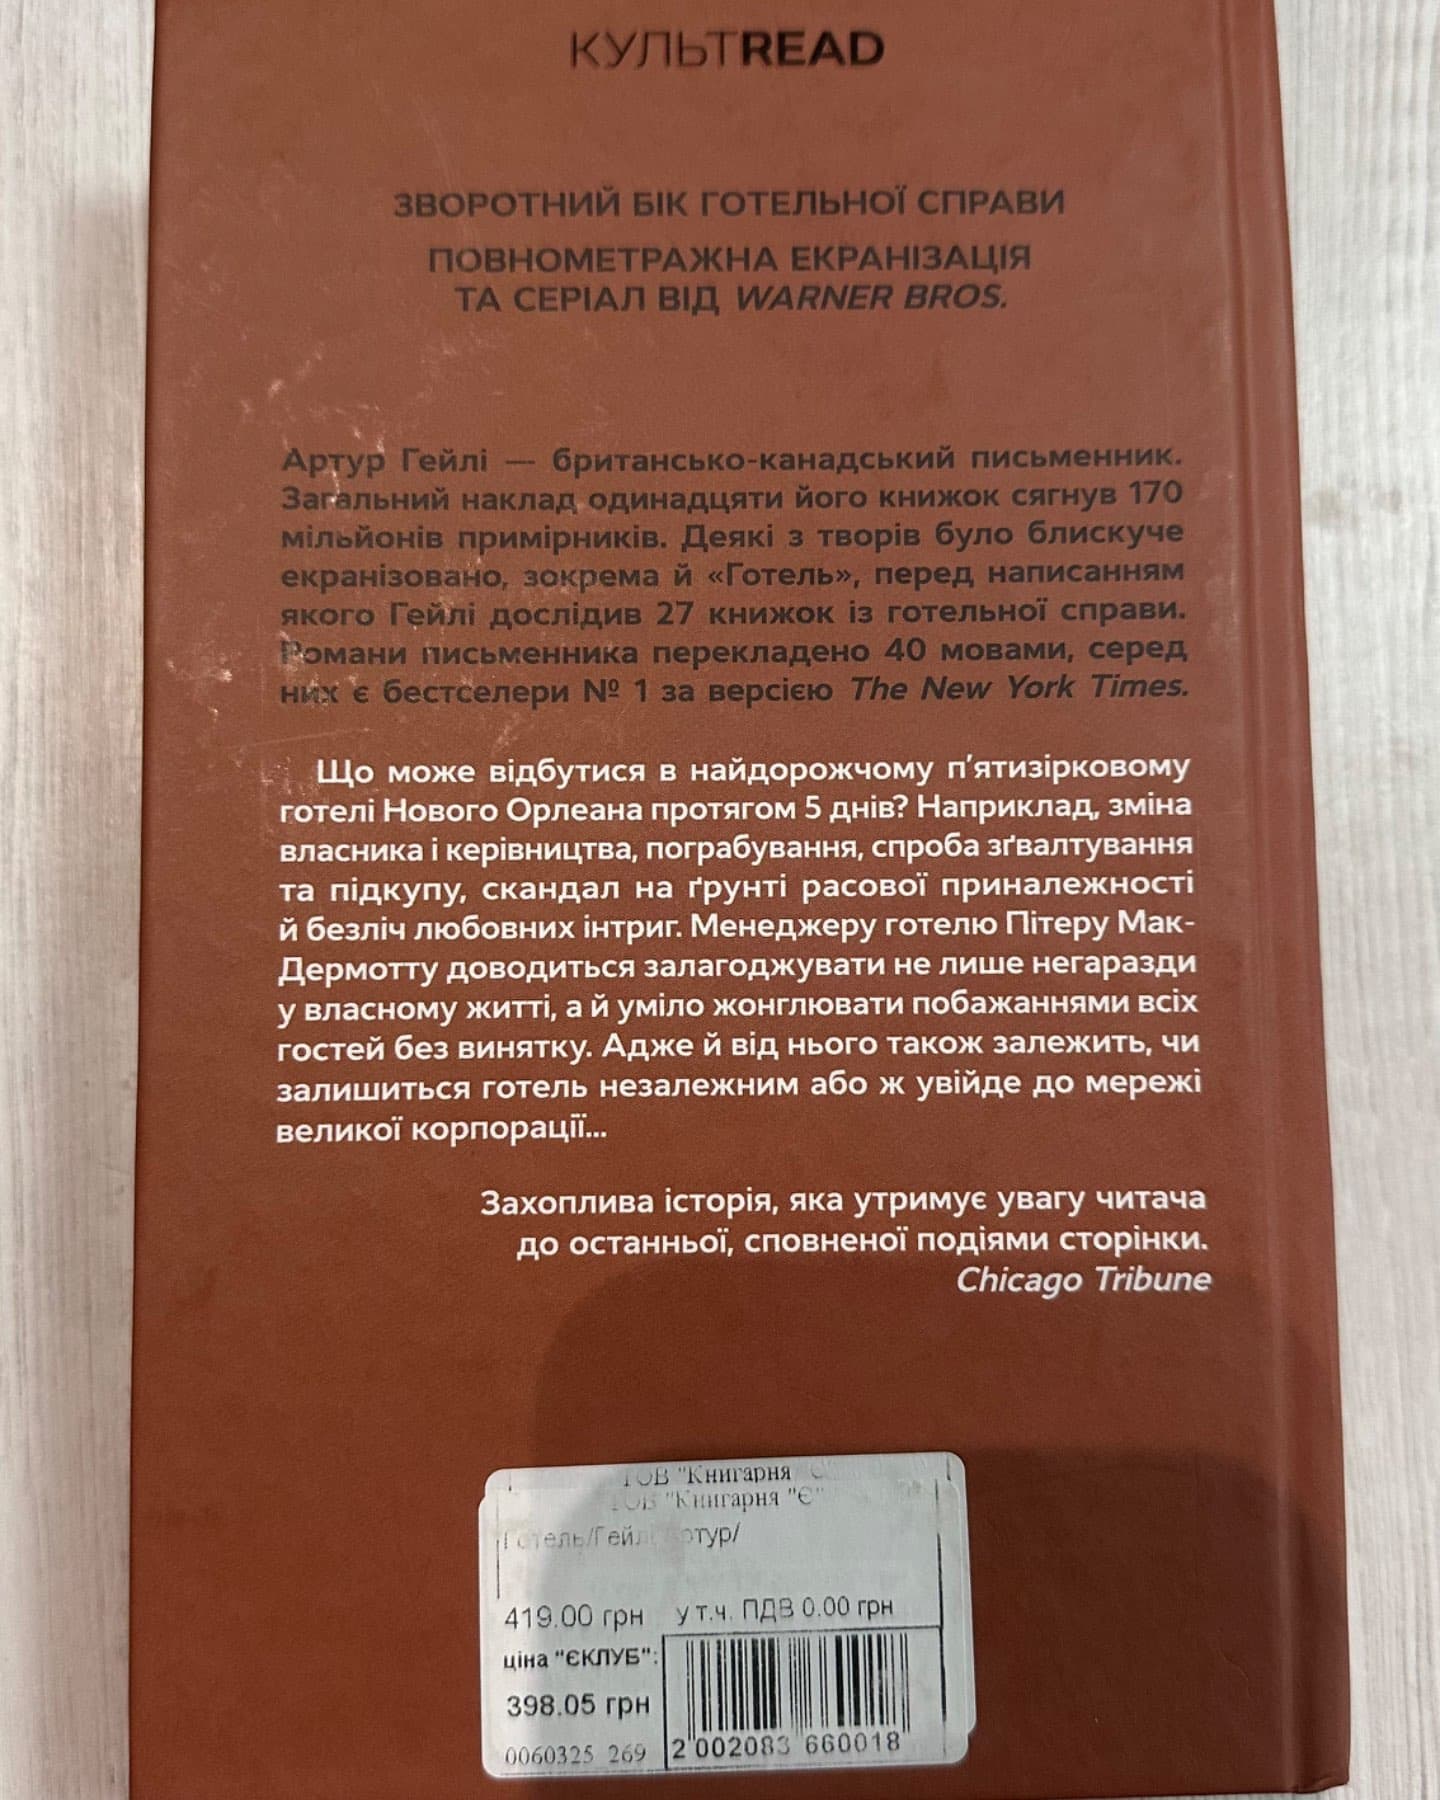 КУЛЬТREAD
ЗВОРОТНИЙ БІК ГОТЕЛЬНОЇ СПРАВИ
ПОВНОМЕТРАЖНА ЕКРАНІЗАЦІЯ
ТА СЕРІАЛ ВІД WARNER BROS.
Артур Гейлі — британсько-канадський письменник.
Загальний наклад одинадцяти його книжок сягнув 170
мільйонів примірників. Деякі з творів було блискуче
екранізовано, зокрема й «Готель», перед написанням
якого Гейлі дослідив 27 книжок із готельної справи.
Романи письменника перекладено 40 мовами, серед
них є бестселери № 1 за версією The New York Times.
Що може відбутися в найдорожчому п’ятизірковому
готелі Нового Орлеана протягом 5 днів? Наприклад, зміна
власника і керівництва, пограбування, спроба зґвалтування
та підкупу, скандал на ґрунті расової приналежності
й безліч любовних інтриг. Менеджеру готелю Пітеру Мак-
Дермотту доводиться залагоджувати не лише негаразди
у власному житті, а й уміло жонглювати побажаннями всіх
гостей без винятку. Адже й від нього також залежить, чи
залишиться готель незалежним або ж увійде до мережі
великої корпорації...
Захоплива історія, яка утримує увагу читача
до останньої, сповненої подіями сторінки.
Chicago Tribune
ТОВ "Книгарня "Є"
ТОВ "Книгарня "Є"
Готель/Гейлі Артур/
419.00 грн у т.ч. ПДВ 0.00 грн
ціна "ЄКЛУБ":
398.05 грн
0060325 269
2 002083 660018